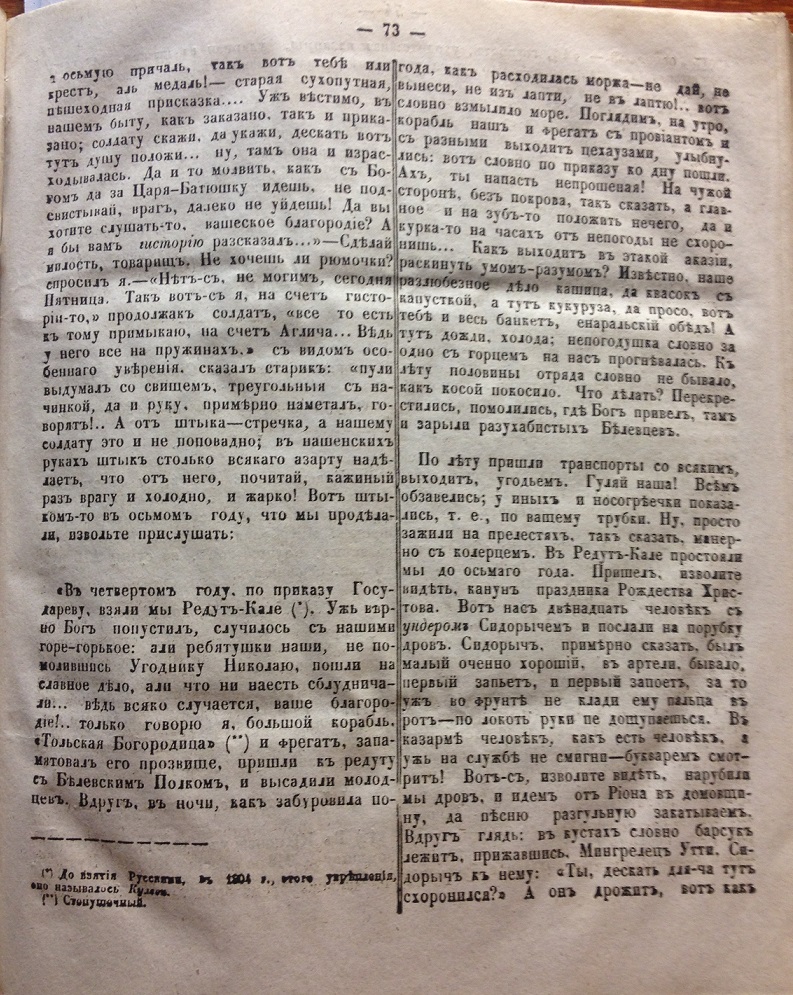 — 73 —
осьмую причаль, такъ вотъ тебѣ или
крестъ, аль медаль!— старая сухопутная,
пѣшеходная присказка.... Ужъ вѣстимо, въ
вашемъ быту, какъ заказано, такъ и прика-
зано; солдату скажи, да укажи, дескать вотъ
тутъ душу положи... ну, тамъ она и израс-
ходывалась. Да и то молвить, какъ съ Бо-
гомъ да за Царя-Батюшку идешь, не под-
свистывай, врагъ, далеко не уйдешь! Да вы
хотите слушать-то, вашеское благородіе? А
я бы вамъ гисторію разсказалъ...»—Сдѣлай
милость, товарищъ. Не хочешь ли рюмочки?
спросилъ я.—«Нѣтъ-съ, не могимъ, сегодня
Пятница. Такъ вотъ-съ я, на счетъ гисто-
ріи-то,» продолжакъ солдатъ, «все то есть
къ тому примыкаю, на счетъ Аглича... Вѣдь
у него все на пружинахъ,» съ видомъ осо-
беннаго увѣренія, сказалъ старикъ: «пули
выдумалъ со свищемъ, треугольныя съ на-
чинкой, да и руку, примѣрно наметалъ, го-
ворятъ!.. А отъ штыка—стречка, а нашему
солдату это и не поповадно; въ нашенскихъ
рукахъ штыкъ столько всякаго азарту надѣ-
лаетъ, что отъ него, почитай, кажиный
разъ врагу и холодно, и жарко! Вотъ шты-
комъ-то въ осьмомъ году, что мы продѣла-
ли, извольте прислушать:
«Въ четвертомъ году, по приказу Госу-
дареву, взяли мы Редутъ-Кале (*). Ужь вѣр-
но Богъ попустилъ, случилось съ нашими
горе-горькое: али ребятушки наши, не по-
молившись Угоднику Николаю, пошли на
славное дѣло, али что ни наесть сблуднича-
ли... вѣдь всяко случается, ваше благоро-
діе!.. только говорю я, большой корабль,
«Тольская Богородица» (**) и фрегатъ, запа-
мятовалъ его прозвище, пришли къ редуту
съ Бѣлевскимъ Полкомъ, и высадили молод-
цевъ. Вдругъ, въ ночи, какъ забуровила по-
(*) До взятія Русскими, въ 1804 г., этого укрѣпленія,
оно называлось Кулеви.
(**) Стопушечный.
года, какъ расходилась моржа—не дай, не
вынеси, не изъ лапти, не въ лаптю!.. вотъ
словно взмылило море. Поглядимъ, на утро,
корабль нашъ и фрегатъ съ провіантомъ и
съ разными выходитъ цехаузами, улыбну-
лись: вотъ словно по приказу ко дну пошли.
Ахъ, ты напасть непрошеная! На чужой
сторонѣ, безъ покрова, такъ сказать, а глав-
ное и на зубъ-то положать нечего, да и
курка-то на часахъ отъ непогоды не схоро-
нишь... Какъ выходитъ въ этакой аказіи,
раскинуть умомъ-разумомъ? Извѣстно, наше
разлюбезное дѣло кашица, да квасокъ съ
капусткой, а тутъ кукуруза, да просо, вотъ
тебѣ и весь банкетъ, енаральскій обѣдъ! А
тутъ дожди, холода; непогодушка словно за
одно съ горцемъ на насъ прогнѣвалась. Къ
лѣту половины отряда словно не бывало,
какъ косой покосило. Что дѣлать? Перекре-
стились, помолились, гдѣ Богъ привелъ, тамъ
и зарыли разухабистыхъ Бѣлевцевъ.
По лѣту пришли транспорты со всякимъ,
выходитъ, угодьемъ. Гуляй наша! Всѣмъ
обзавелись; у иныхъ и носогрѣечки показа-
лись, т. е., по вашему трубки. Ну, просто
зажили на прелестяхъ, такъ сказать, манер-
но съ колерцемъ. Въ Редутъ-Кале простояли
мы до осьмаго года. Пришелъ, изволите
видѣть, канунъ праздника Рождества Хрис-
това. Вотъ насъ двѣнадцать человѣкъ съ
ундеромъ Сидорычемъ и послали на порубку
дровъ. Сидорычъ, примѣрно сказать, былъ
малый оченно хорошій, въ артели, бывало,
первый запьетъ, и первый запоетъ, за то
ужъ во фрунтѣ не клади ему пальца въ
ротъ—по локоть руки не дощупаешься. Въ
казармѣ человѣкъ, какъ есть человѣкъ, а
ужь на службѣ не смигни—букваремъ смот-
ритъ! Вотъ-съ, изволите видѣть, нарубили
мы дровъ, и идемъ отъ Ріона въ домовщи-
ну, да пѣсню разгульную закатываемъ.
Вдругъ глядь: въ кустахъ словно барсукъ
лежитъ, прижавшись, Мингрелецъ Утти. Си-
дорычъ къ нему: «Ты, дескать для-ча тутъ
схоронился?» А онъ дрожитъ, вотъ какъ